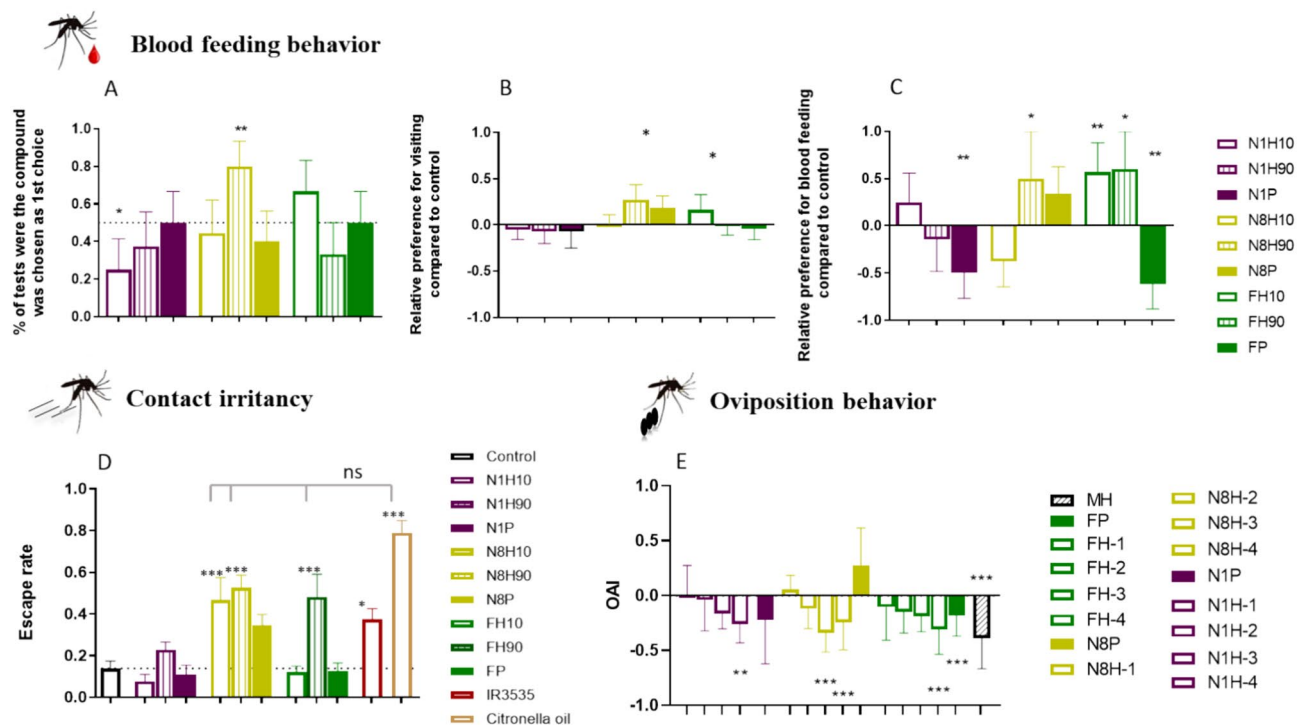 Blood feeding behavior
A
% of tests were the compound
was chosen as 1st choice
1.0
0.8
0.6
0.4
0.2
0.0
*
**
B
Relative preference for visiting
compared to control
1.0
0.5
0.0
-0.5
-1.0
*
*
C
Relative preference for blood feeding
compared to control
1.0
0.5
0.0
-0.5
-1.0
**
*
**
*
**
N1H10
N1H90
N1P
N8H10
N8H90
N8P
FH10
FH90
FP
Contact irritancy
D
Escape rate
1.0
0.8
0.6
0.4
0.2
0.0
ns
***
***
***
*
***
Control
N1H10
N1H90
N1P
N8H10
N8H90
N8P
FH10
FH90
FP
IR3535
Citronella oil
Oviposition behavior
E
OAI
1.0
0.5
0.0
-0.5
-1.0
**
***
***
***
***
***
MH
FP
FH-1
FH-2
FH-3
FH-4
N8P
N8H-1
N8H-2
N8H-3
N8H-4
N1P
N1H-1
N1H-2
N1H-3
N1H-4